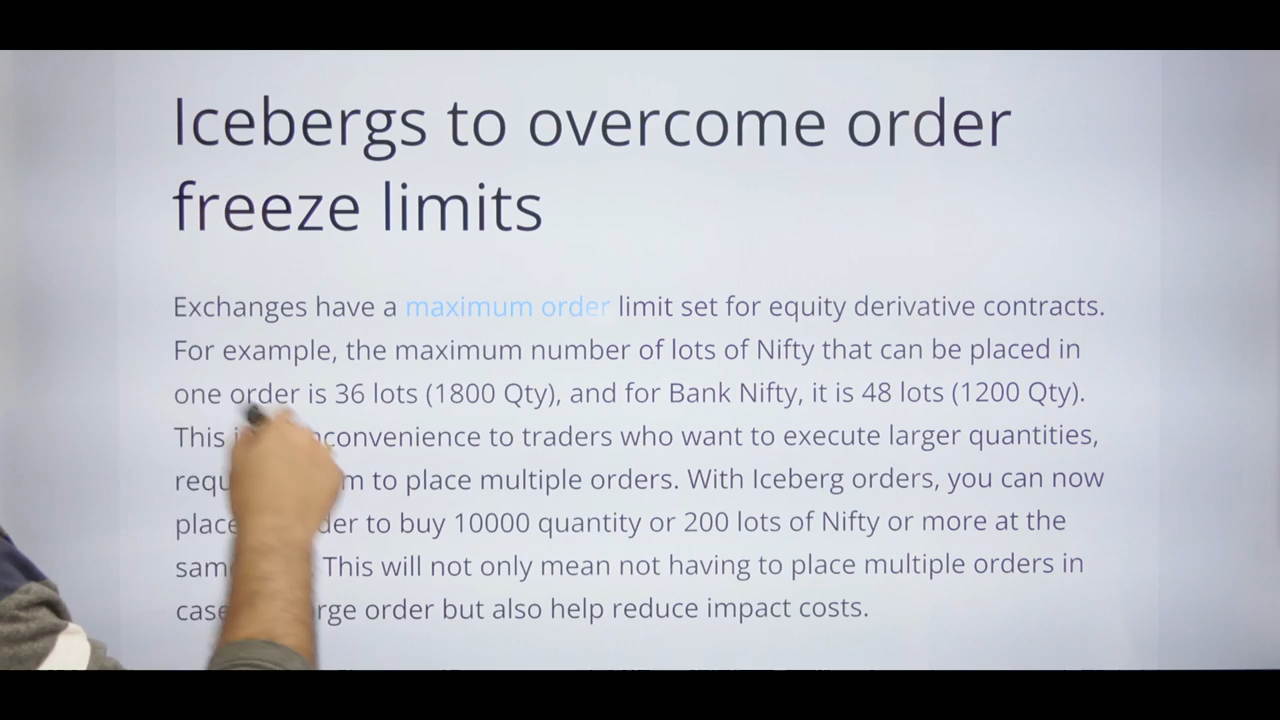 Icebergs to overcome order
freeze limits
Exchanges have a maximum order limit set for equity derivative contracts.
For example, the maximum number of lots of Nifty that can be placed in
one order is 36 lots (1800 Qty), and for Bank Nifty, it is 48 lots (1200 Qty).
This convenience to traders who want to execute larger quantities,
to place multiple orders. With Iceberg orders, you can now
place to buy 10000 quantity or 200 lots of Nifty or more at the
This will not only mean not having to place multiple orders in
case order but also help reduce impact costs.